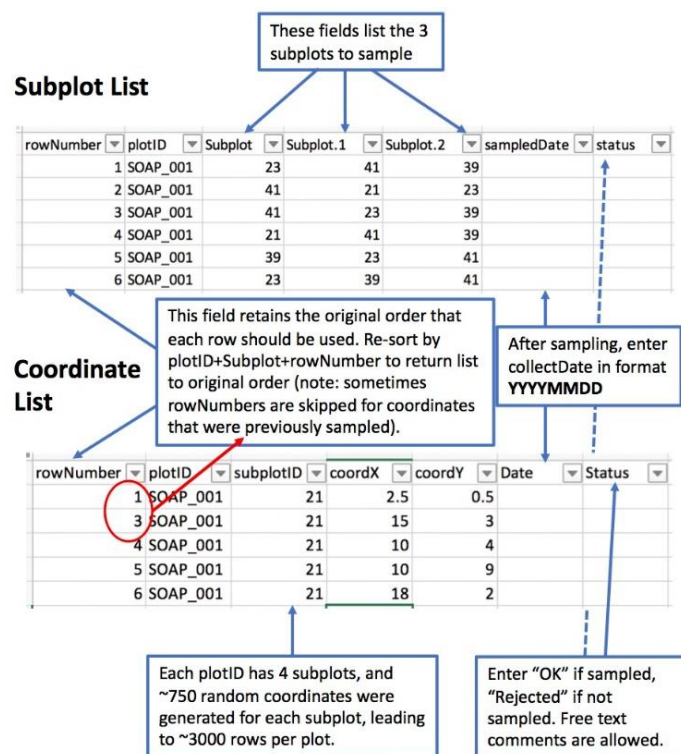 These fields list the 3
subplots to sample
Subplot List
rowNumber plotID Subplot Subplot.1 Subplot.2 sampledDate status
1 SOAP_001 23 41 39
2 SOAP_001 41 21 23
3 SOAP_001 41 23 39
4 SOAP_001 21 41 39
5 SOAP_001 39 23 41
6 SOAP_001 23 39 41
This field retains the original order that
each row should be used. Re-sort by
plotID+Subplot+rowNumber to return list
to original order (note: sometimes
rowNumbers are skipped for coordinates
that were previously sampled).
After sampling, enter
collectDate in format
YYYYMMDD
Coordinate
List
rowNumber plotID subplotID coordX coordY Date Status
1 SOAP_001 21 2.5 0.5
3 SOAP_001 21 15 3
4 SOAP_001 21 10 4
5 SOAP_001 21 10 9
6 SOAP_001 21 18 2
Each plotID has 4 subplots, and
~750 random coordinates were
generated for each subplot, leading
to ~3000 rows per plot.
Enter “OK” if sampled,
“Rejected” if not
sampled. Free text
comments are allowed.